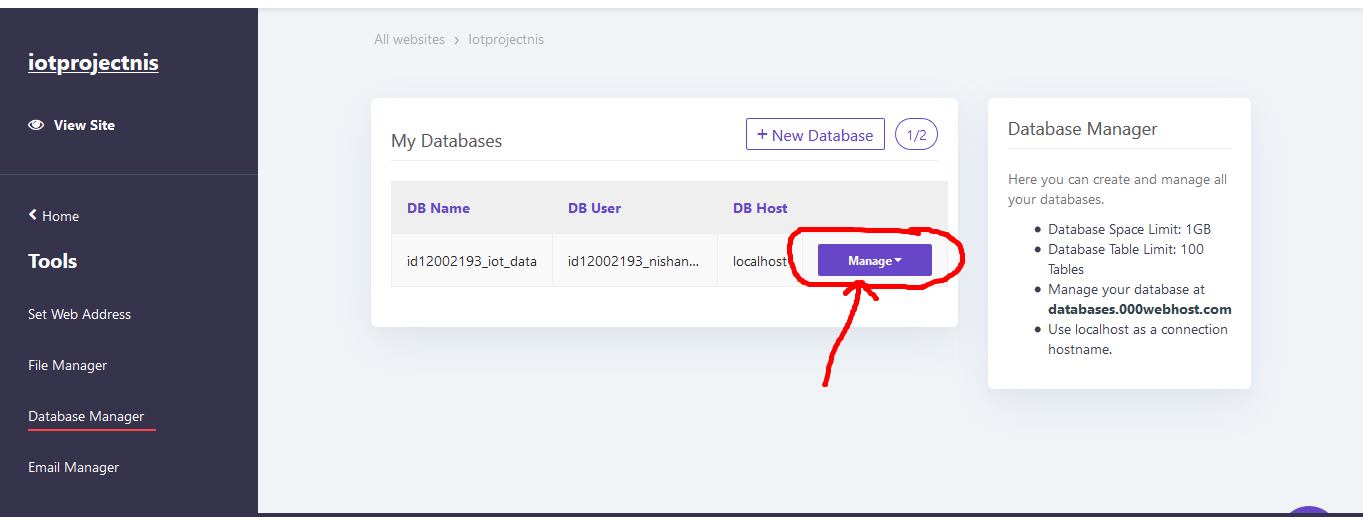 iotprojectnis
View Site
Home
Tools
Set Web Address
File Manager
Database Manager
Email Manager
All websites > Iotprojectnis
My Databases
+ New Database
1/2
DB Name DB User DB Host
id12002193_iot_data id12002193_nishan... localhost Manage
Database Manager
Here you can create and manage all
your databases.
• Database Space Limit: 1GB
• Database Table Limit: 100
Tables
• Manage your database at
databases.000webhost.com
• Use localhost as a connection
hostname.